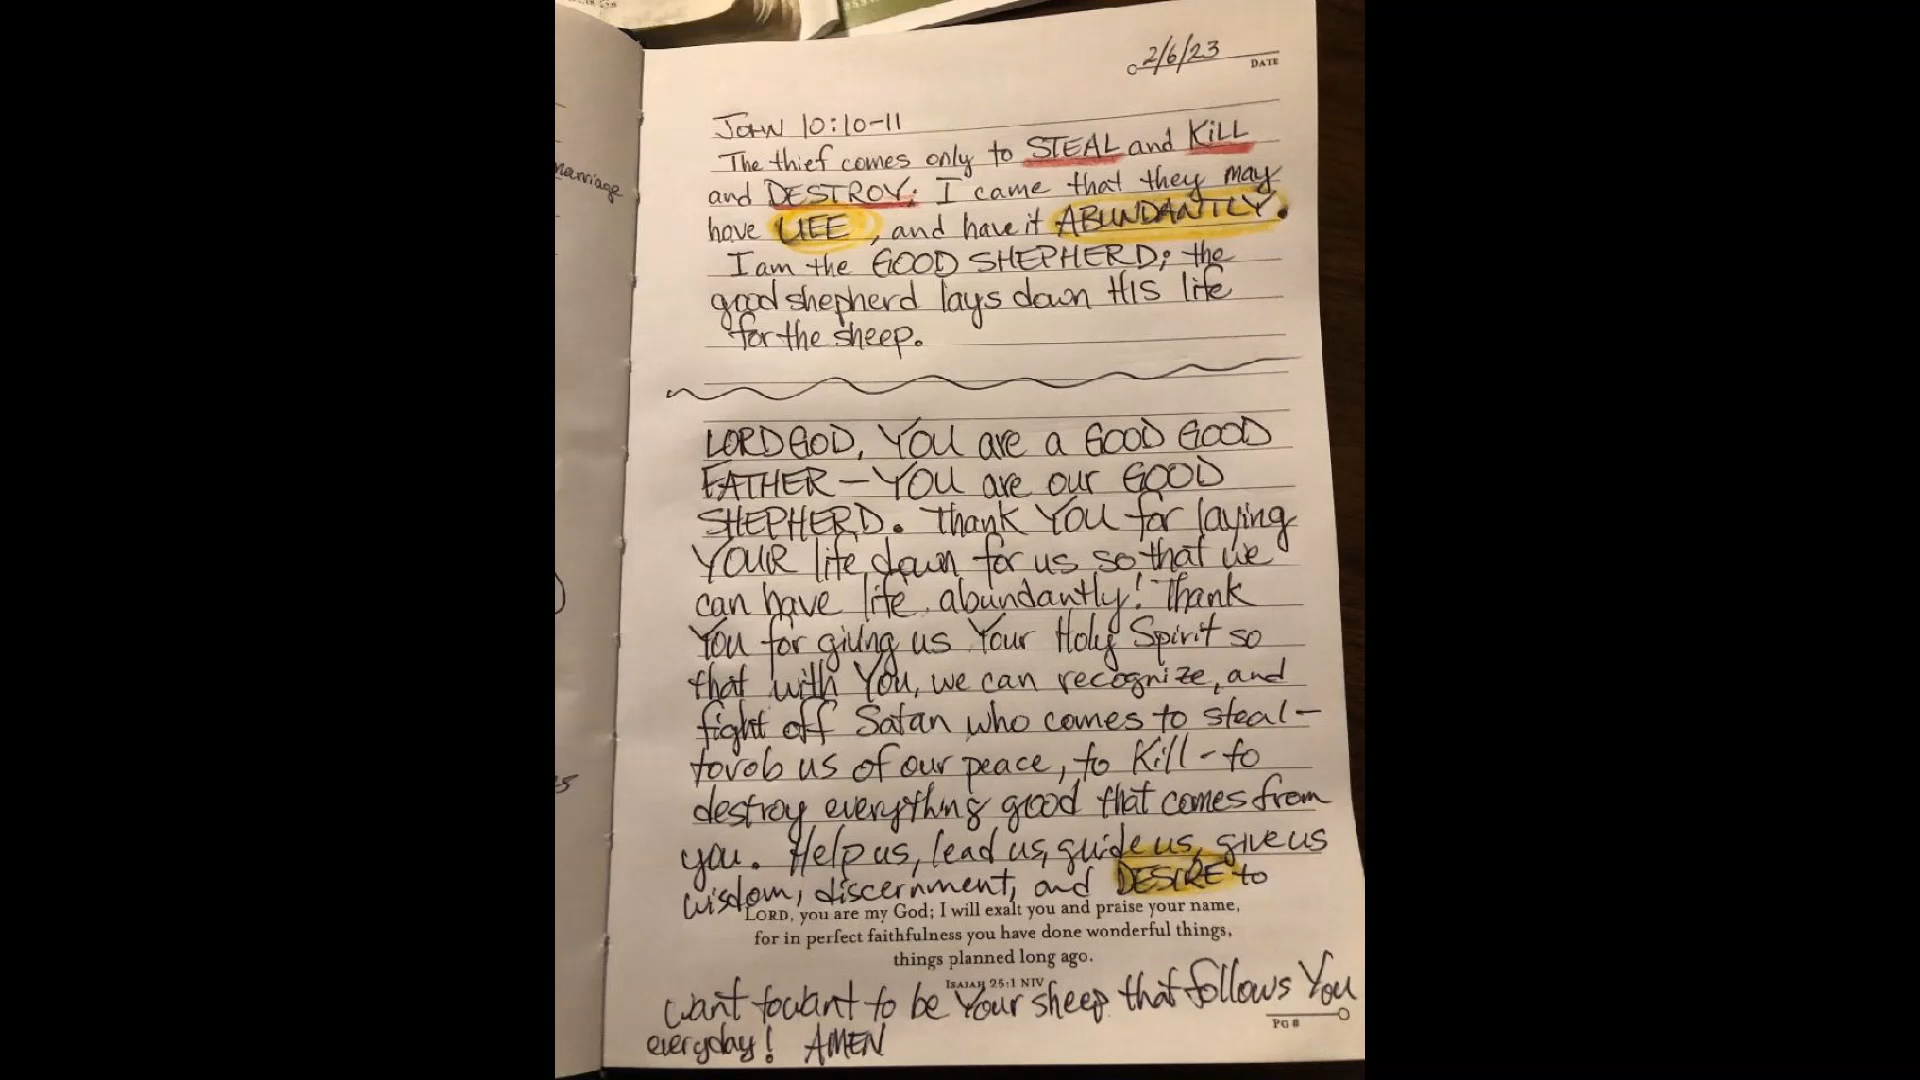 2/6/23
DATE
JOHN 10:10-11
The thief comes only to STEAL and KILL
and DESTROY; I came that they may
have LIFE, and have it ABUNDANTLY.
I am the GOOD SHEPHERD; the
good shepherd lays down HIS life
for the sheep.
marriage
LORD GOD, YOU are a GOOD GOOD
FATHER - YOU are our GOOD
SHEPHERD. Thank YOU for laying
YOUR life down for us so that we
can have life abundantly! Thank
You for giving us Your Holy Spirit so
that with You, we can recognize, and
fight off Satan who comes to steal -
to rob us of our peace, to kill - to
destroy everything good that comes from
you. Help us, lead us, guide us, give us
wisdom, discernment, and DESIRE to
LORD, you are my God; I will exalt you and praise your name,
for in perfect faithfulness you have done wonderful things,
things planned long ago.
ISAIAH 25:1 NIV
want to want to be Your sheep that follows You
PG #
everyday! AMEN